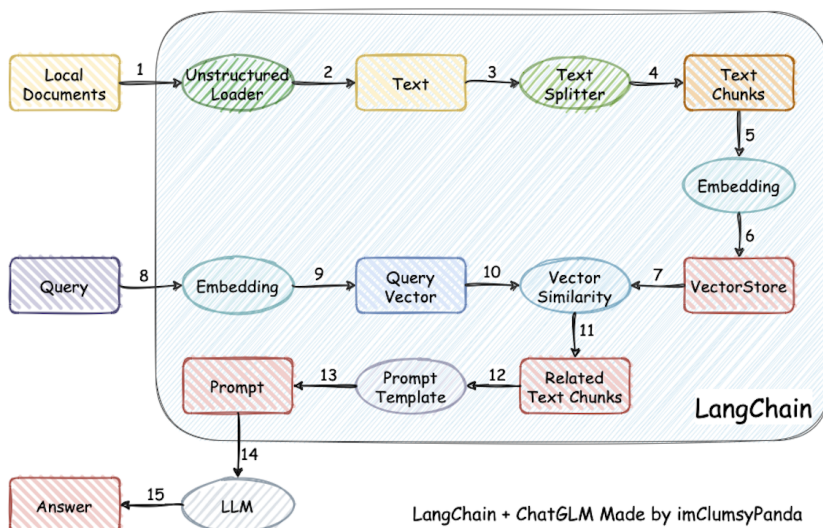 Local
Documents
1
Unstructured
Loader
2
Text
3
Text
Splitter
4
Text
Chunks
5
Embedding
6
Query
8
Embedding
9
Query
Vector
10
Vector
Similarity
7
VectorStore
11
Prompt
13
Prompt
Template
12
Related
Text Chunks
LangChain
14
Answer
15
LLM
LangChain + ChatGLM Made by imClumsyPanda